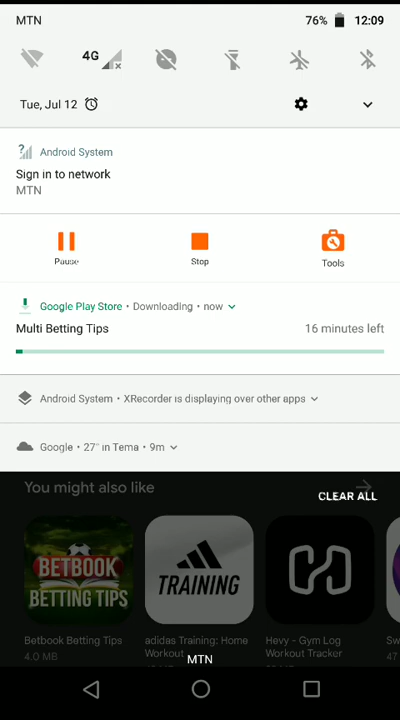 MTN 76% 12:09
4G
Tue, Jul 12
? Android System
Sign in to network
MTN
Pause Stop Tools
Google Play Store • Downloading • now
Multi Betting Tips 16 minutes left
Android System • XRecorder is displaying over other apps
Google • 27° in Tema • 9m
You might also like
CLEAR ALL
BETBOOK
BETTING TIPS
TRAINING
Betbook Betting Tips adidas Training: Home Hevy - Gym Log Sw
4.0 MB Workout Workout Tracker 47
MTN